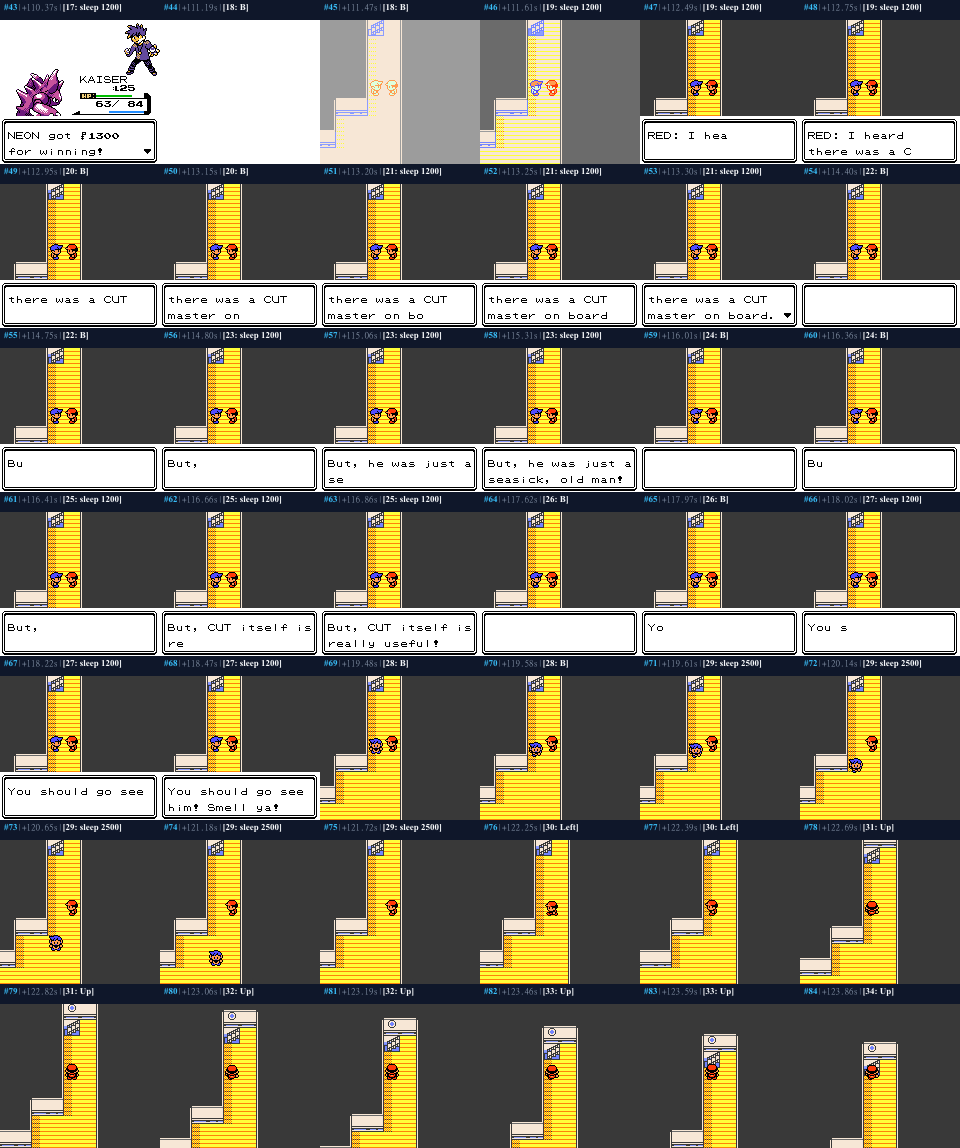 #43|+110.37s|[17: sleep 1200]
#44|+111.19s|[18: B]
#45|+111.47s|[18: B]
#46|+111.61s|[19: sleep 1200]
#47|+112.49s|[19: sleep 1200]
#48|+112.75s|[19: sleep 1200]
KAISER
:L25
HP:
63/ 84
NEON got ₽1300
for winning!
RED: I hea
RED: I heard
there was a C
#49|+112.95s|[20: B]
#50|+113.15s|[20: B]
#51|+113.20s|[21: sleep 1200]
#52|+113.25s|[21: sleep 1200]
#53|+113.30s|[21: sleep 1200]
#54|+114.40s|[22: B]
there was a CUT
there was a CUT
master on
there was a CUT
master on bo
there was a CUT
master on board
there was a CUT
master on board.
#55|+114.75s|[22: B]
#56|+114.80s|[23: sleep 1200]
#57|+115.06s|[23: sleep 1200]
#58|+115.31s|[23: sleep 1200]
#59|+116.01s|[24: B]
#60|+116.36s|[24: B]
Bu
But,
But, he was just a
se
But, he was just a
seasick, old man!
Bu
#61|+116.41s|[25: sleep 1200]
#62|+116.66s|[25: sleep 1200]
#63|+116.86s|[25: sleep 1200]
#64|+117.62s|[26: B]
#65|+117.97s|[26: B]
#66|+118.02s|[27: sleep 1200]
But,
But, CUT itself is
re
But, CUT itself is
really useful!
Yo
You s
#67|+118.22s|[27: sleep 1200]
#68|+118.47s|[27: sleep 1200]
#69|+119.48s|[28: B]
#70|+119.58s|[28: B]
#71|+119.61s|[29: sleep 2500]
#72|+120.14s|[29: sleep 2500]
You should go see
You should go see
him! Smell ya!
#73|+120.65s|[29: sleep 2500]
#74|+121.18s|[29: sleep 2500]
#75|+121.72s|[29: sleep 2500]
#76|+122.25s|[30: Left]
#77|+122.39s|[30: Left]
#78|+122.69s|[31: Up]
#79|+122.82s|[31: Up]
#80|+123.06s|[32: Up]
#81|+123.19s|[32: Up]
#82|+123.46s|[33: Up]
#83|+123.59s|[33: Up]
#84|+123.86s|[34: Up]